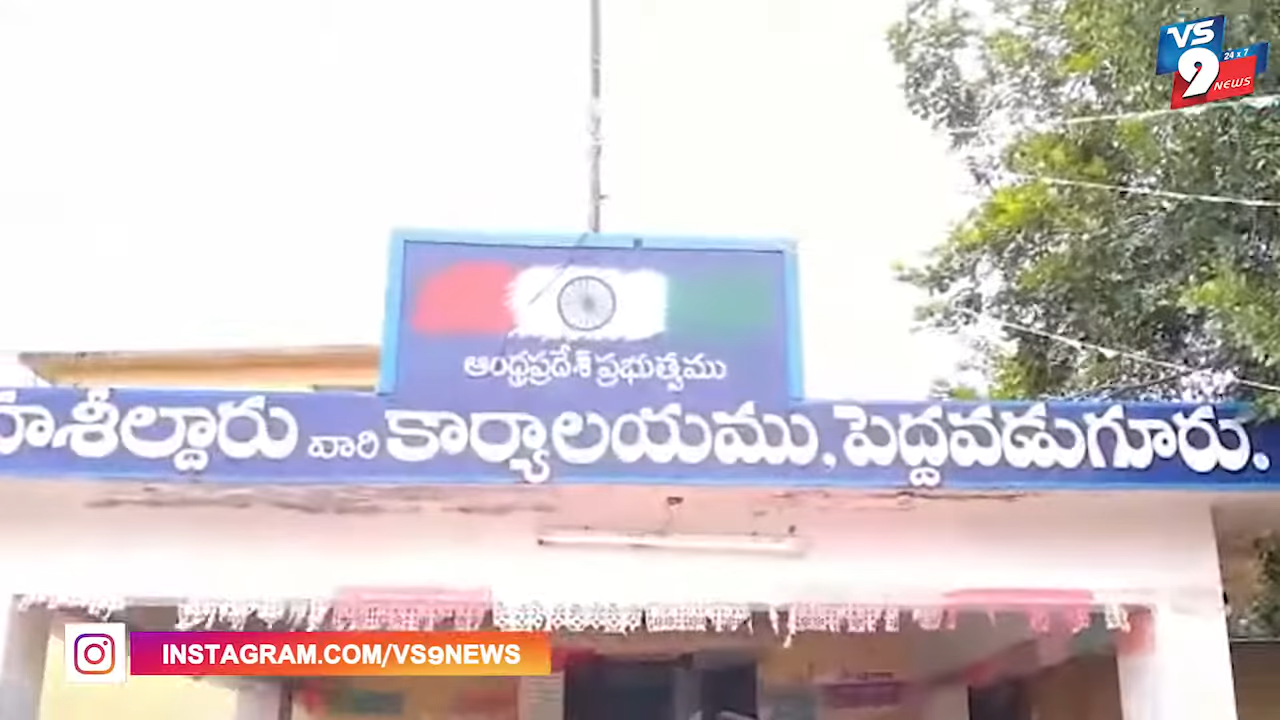 VS
9
24 x 7
NEWS
ఆంధ్రప్రదేశ్ ప్రభుత్వము
హశీల్దారు వారి కార్యాలయము, పెద్దవడుగూరు.
INSTAGRAM.COM/VS9NEWS